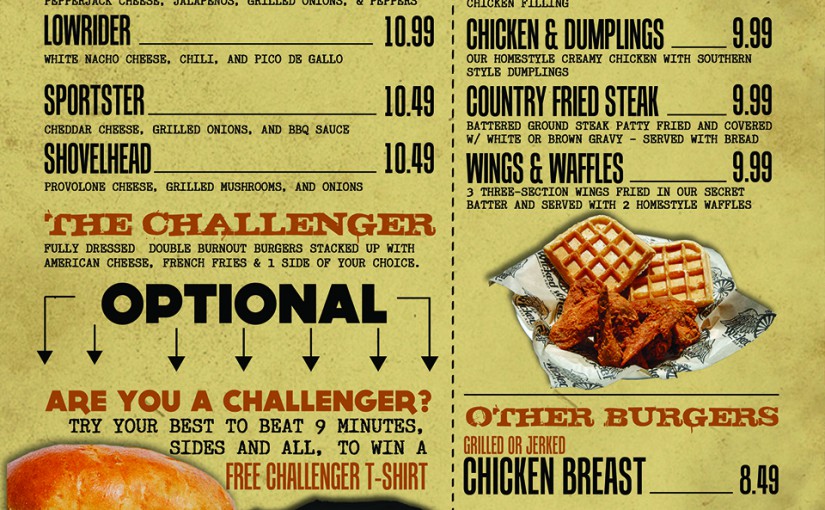 PEPPERJACK CHEESE, JALAPENOS, GRILLED ONIONS, & PEPPERS
LOWRIDER 10.99
WHITE NACHO CHEESE, CHILI, AND PICO DE GALLO
SPORTSTER 10.49
CHEDDAR CHEESE, GRILLED ONIONS, AND BBQ SAUCE
SHOVELHEAD 10.49
PROVOLONE CHEESE, GRILLED MUSHROOMS, AND ONIONS
THE CHALLENGER
FULLY DRESSED DOUBLE BURNOUT BURGERS STACKED UP WITH
AMERICAN CHEESE, FRENCH FRIES & 1 SIDE OF YOUR CHOICE.
OPTIONAL
ARE YOU A CHALLENGER?
TRY YOUR BEST TO BEAT 9 MINUTES,
SIDES AND ALL, TO WIN A
FREE CHALLENGER T-SHIRT
CHICKEN FILLING
CHICKEN & DUMPLINGS 9.99
OUR HOMESTYLE CREAMY CHICKEN WITH SOUTHERN
STYLE DUMPLINGS
COUNTRY FRIED STEAK 9.99
BATTERED GROUND STEAK PATTY FRIED AND COVERED
W/ WHITE OR BROWN GRAVY - SERVED WITH BREAD
WINGS & WAFFLES 9.99
3 THREE-SECTION WINGS FRIED IN OUR SECRET
BATTER AND SERVED WITH 2 HOMESTYLE WAFFLES
OTHER BURGERS
GRILLED OR JERKED
CHICKEN BREAST 8.49